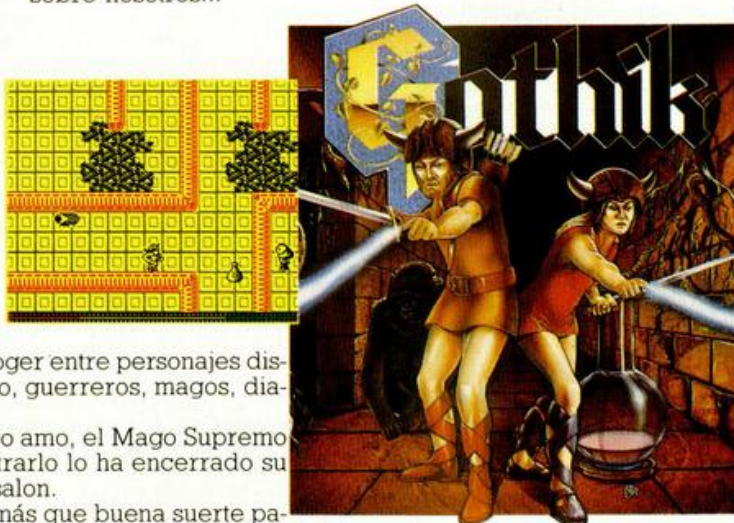 sobre nosotros...
Gothik
oger entre personajes dis-
o, guerreros, magos, dia-
o amo, el Mago Supremo
rarlo lo ha encerrado su
salon.
más que buena suerte pa-